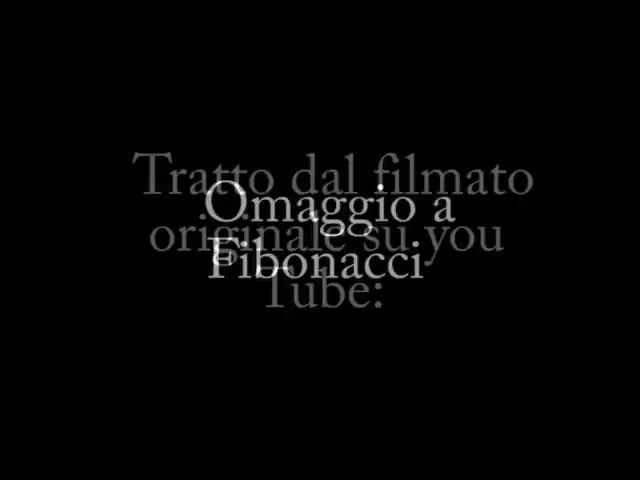 Tratto dal filmato
originale su you
Tube:
Omaggio a
Fibonacci